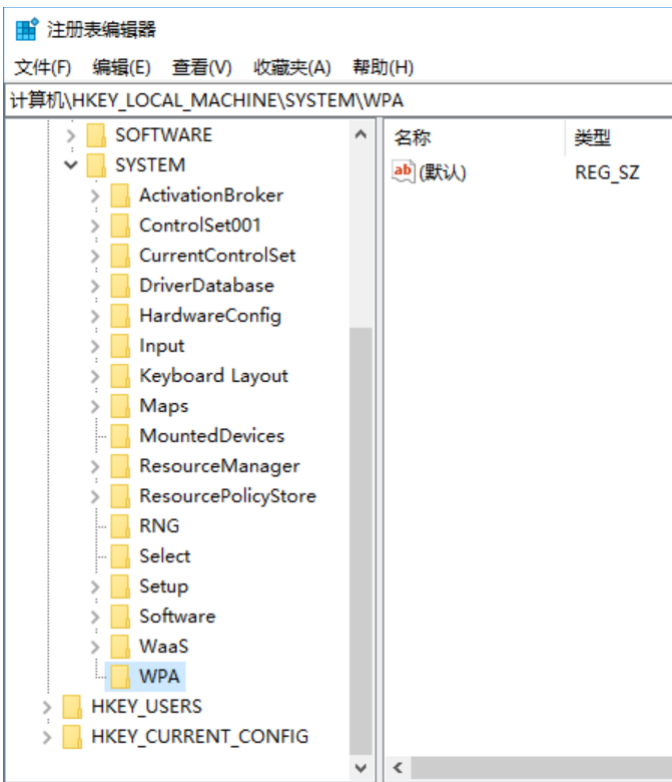 注册表编辑器
文件(F) 编辑(E) 查看(V) 收藏夹(A) 帮助(H)
计算机\HKEY_LOCAL_MACHINE\SYSTEM\WPA
SOFTWARE
SYSTEM
ActivationBroker
ControlSet001
CurrentControlSet
DriverDatabase
HardwareConfig
Input
Keyboard Layout
Maps
MountedDevices
ResourceManager
ResourcePolicyStore
RNG
Select
Setup
Software
WaaS
WPA
HKEY_USERS
HKEY_CURRENT_CONFIG
名称 类型
ab (默认) REG_SZ